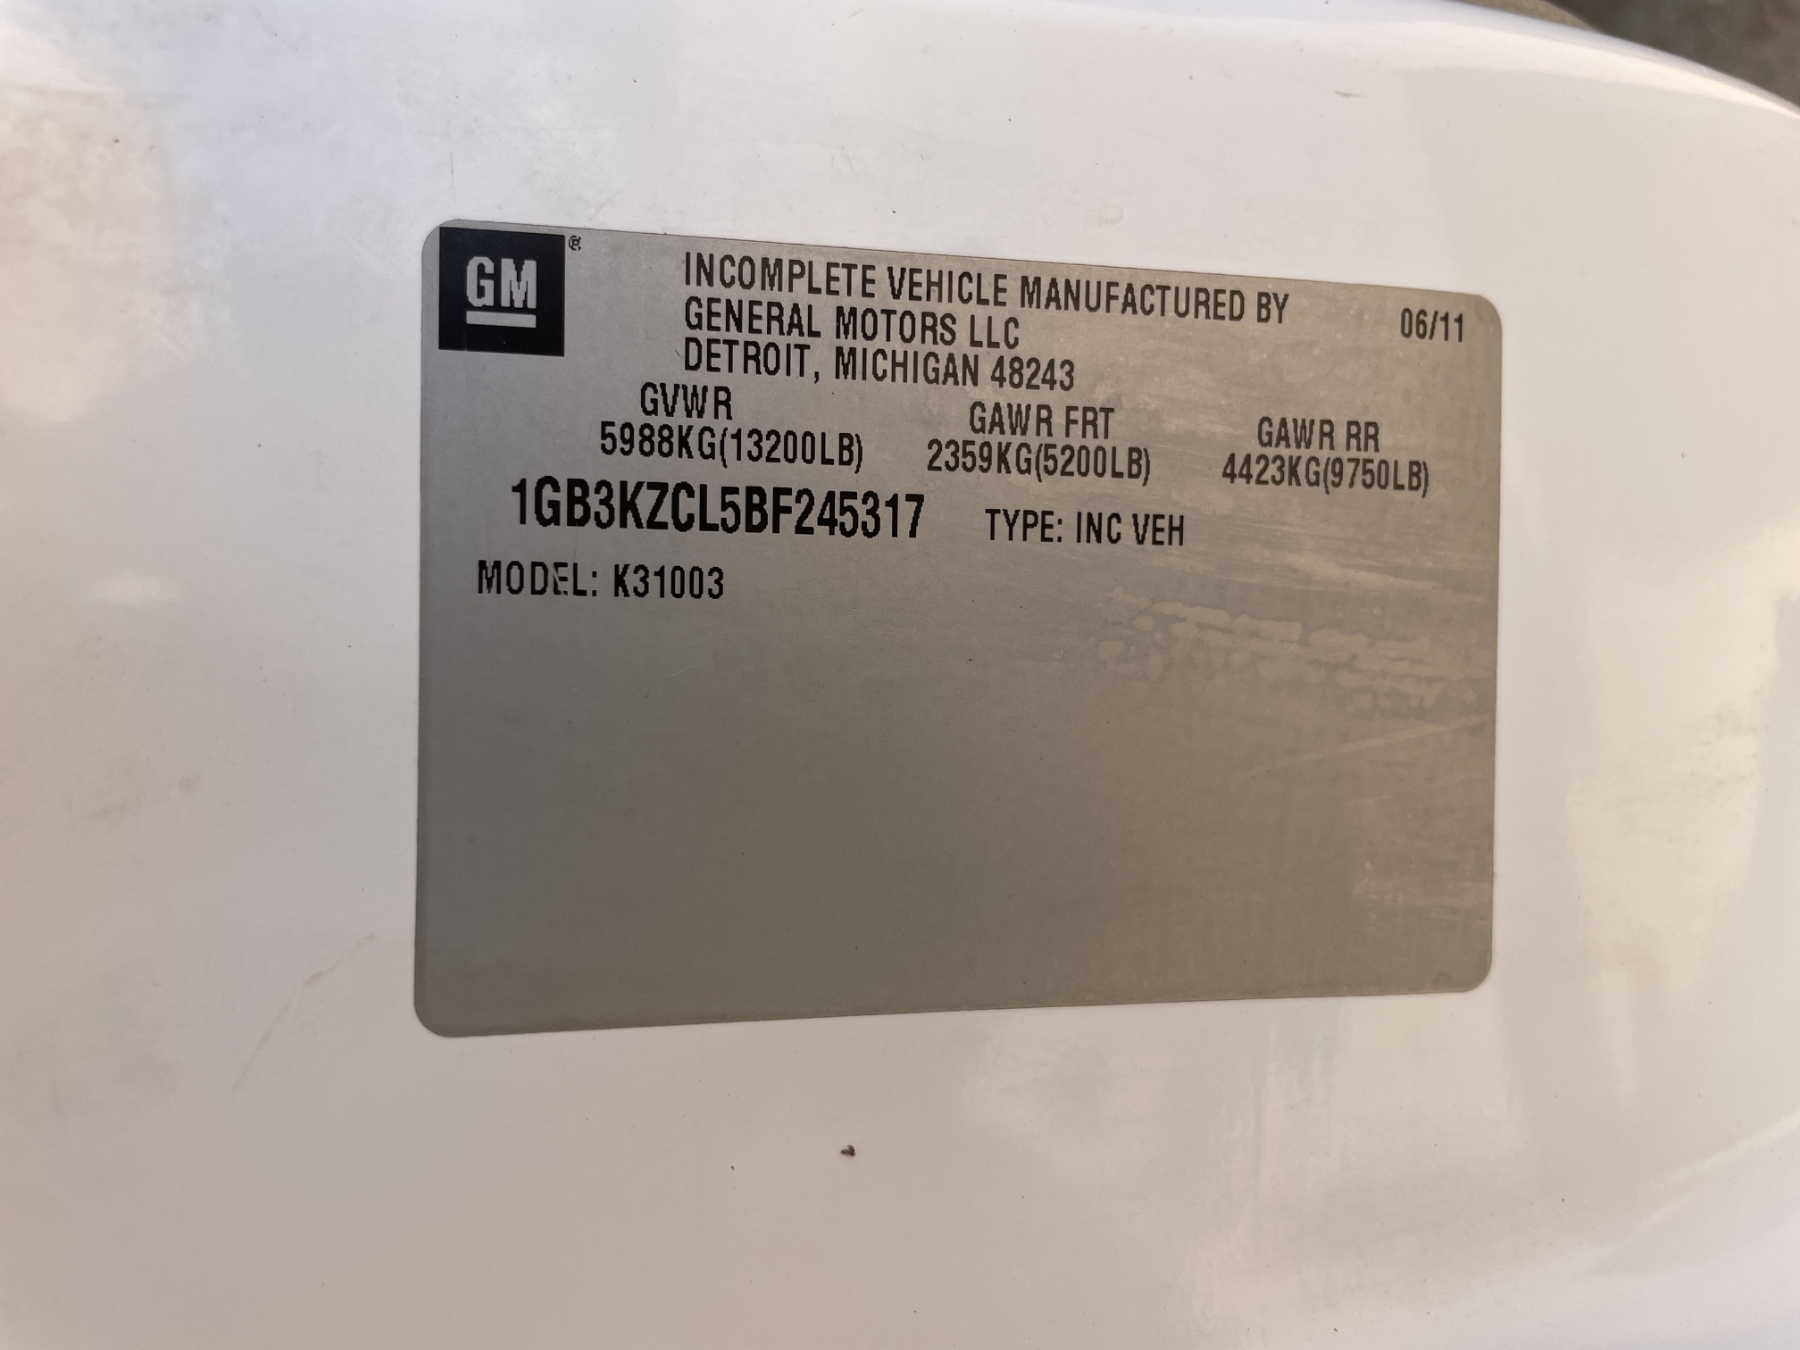 GM®
INCOMPLETE VEHICLE MANUFACTURED BY
GENERAL MOTORS LLC
DETROIT, MICHIGAN 48243
06/11
GVWR GAWR FRT GAWR RR
5988KG(13200LB) 2359KG(5200LB) 4423KG(9750LB)
1GB3KZCL5BF245317 TYPE: INC VEH
MODEL: K31003